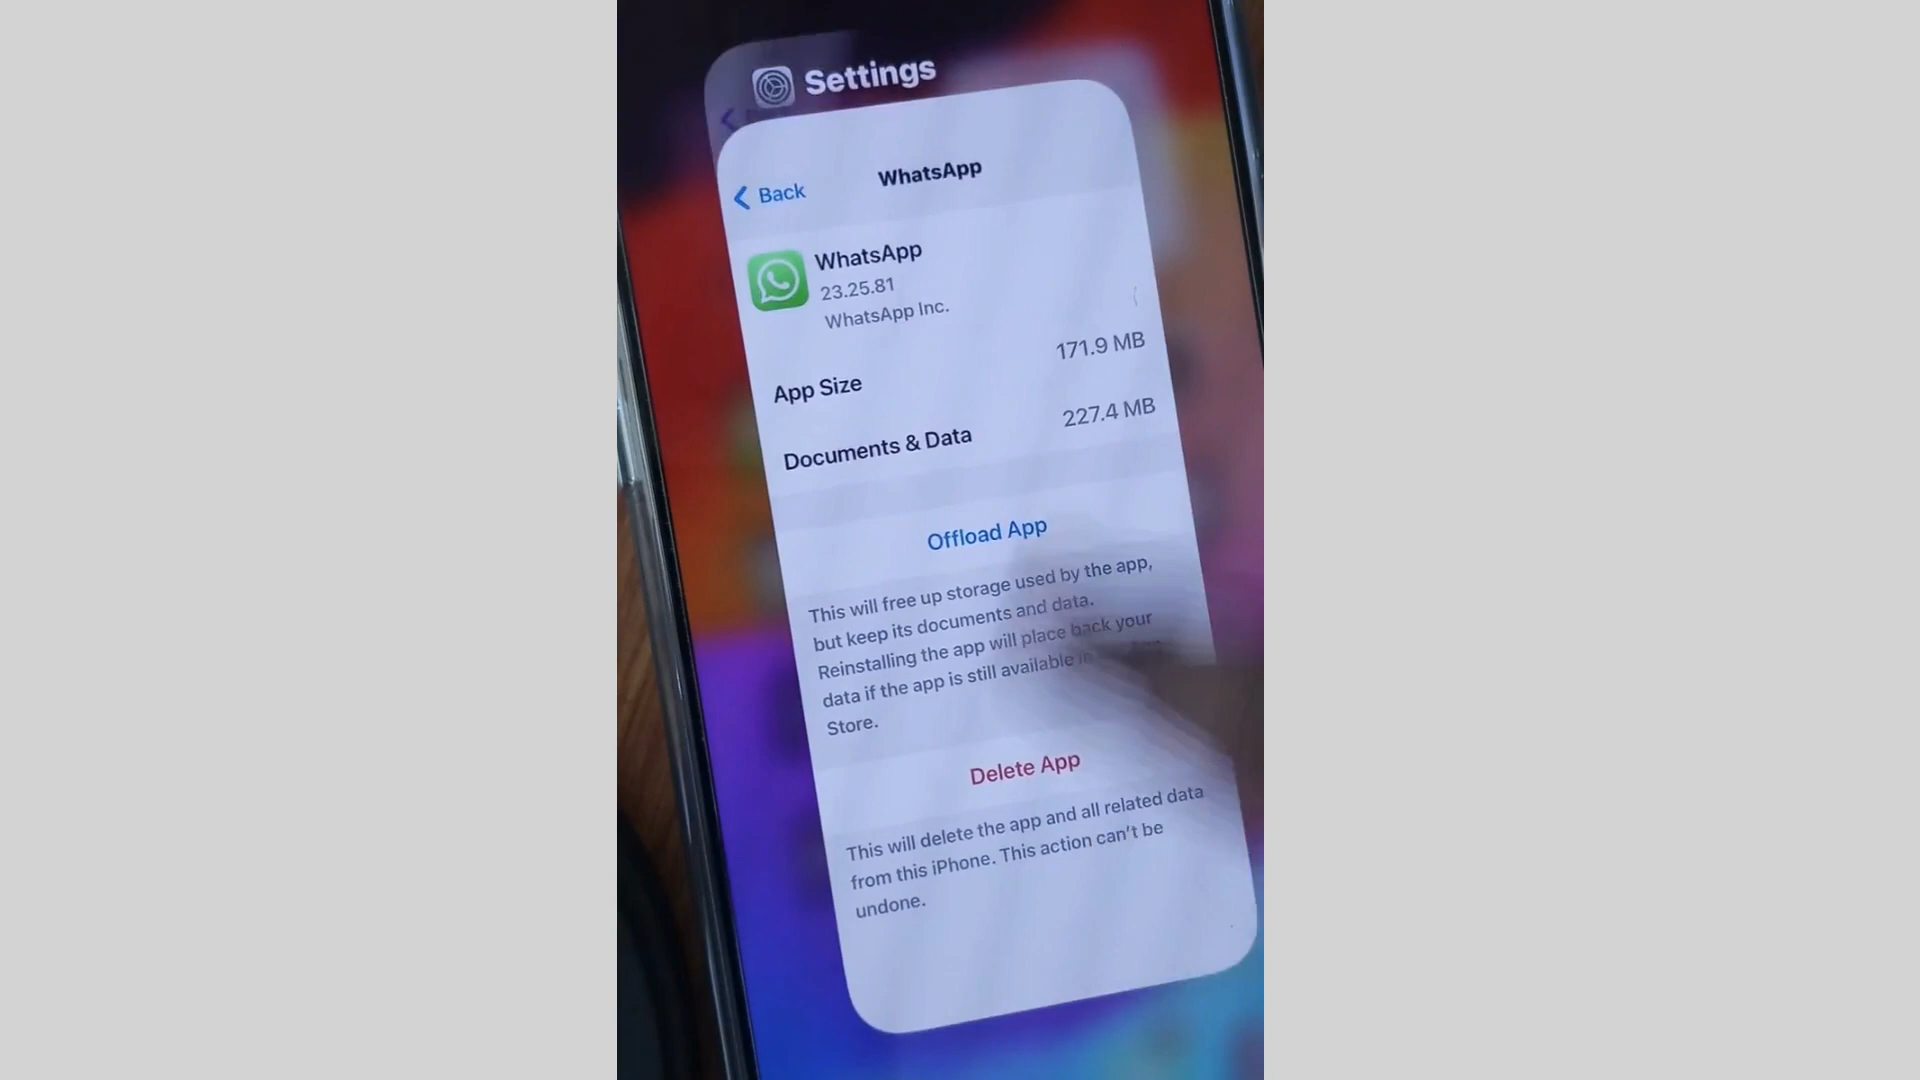 Settings
Back
WhatsApp
WhatsApp
23.25.81
WhatsApp Inc.
App Size
171.9 MB
Documents & Data
227.4 MB
Offload App
This will free up storage used by the app,
but keep its documents and data.
Reinstalling the app will place back your
data if the app is still available
Store.
Delete App
This will delete the app and all related data
from this iPhone. This action can't be
undone.